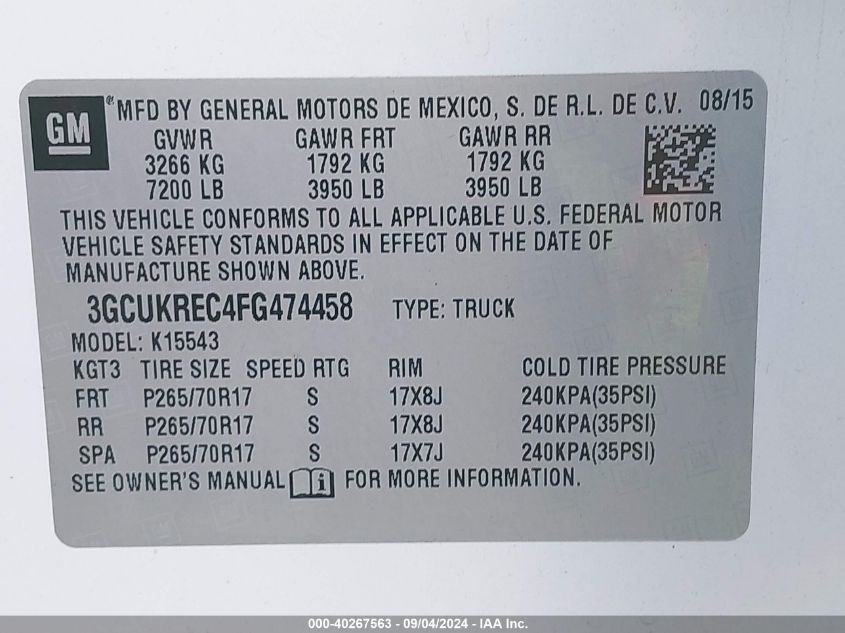 GM
® MFD BY GENERAL MOTORS DE MEXICO, S. DE R.L. DE C.V. 08/15
GVWR GAWR FRT GAWR RR
3266 KG 1792 KG 1792 KG
7200 LB 3950 LB 3950 LB
THIS VEHICLE CONFORMS TO ALL APPLICABLE U.S. FEDERAL MOTOR
VEHICLE SAFETY STANDARDS IN EFFECT ON THE DATE OF
MANUFACTURE SHOWN ABOVE.
3GCUKREC4FG474458 TYPE: TRUCK
MODEL: K15543
KGT3 TIRE SIZE SPEED RTG RIM COLD TIRE PRESSURE
FRT P265/70R17 S 17X8J 240KPA(35PSI)
RR P265/70R17 S 17X8J 240KPA(35PSI)
SPA P265/70R17 S 17X7J 240KPA(35PSI)
SEE OWNER'S MANUAL i FOR MORE INFORMATION.
000-40267563 - 09/04/2024 - IAA Inc.